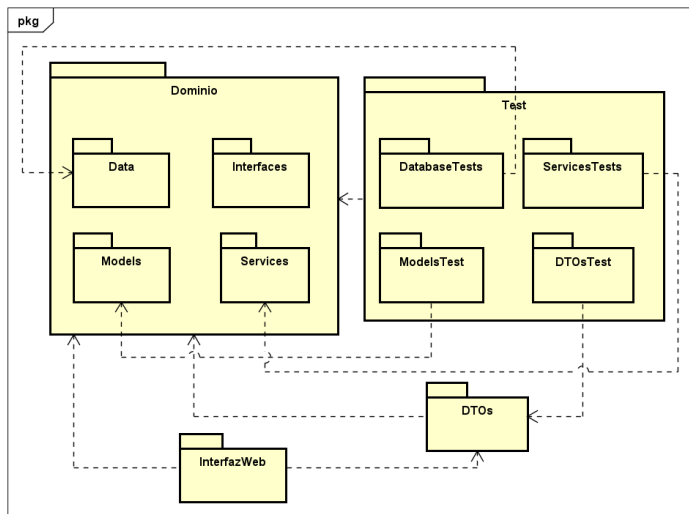 pkg
Dominio
Test
Data
Interfaces
DatabaseTests
ServicesTests
Models
Services
ModelsTest
DTOsTest
DTOs
InterfazWeb